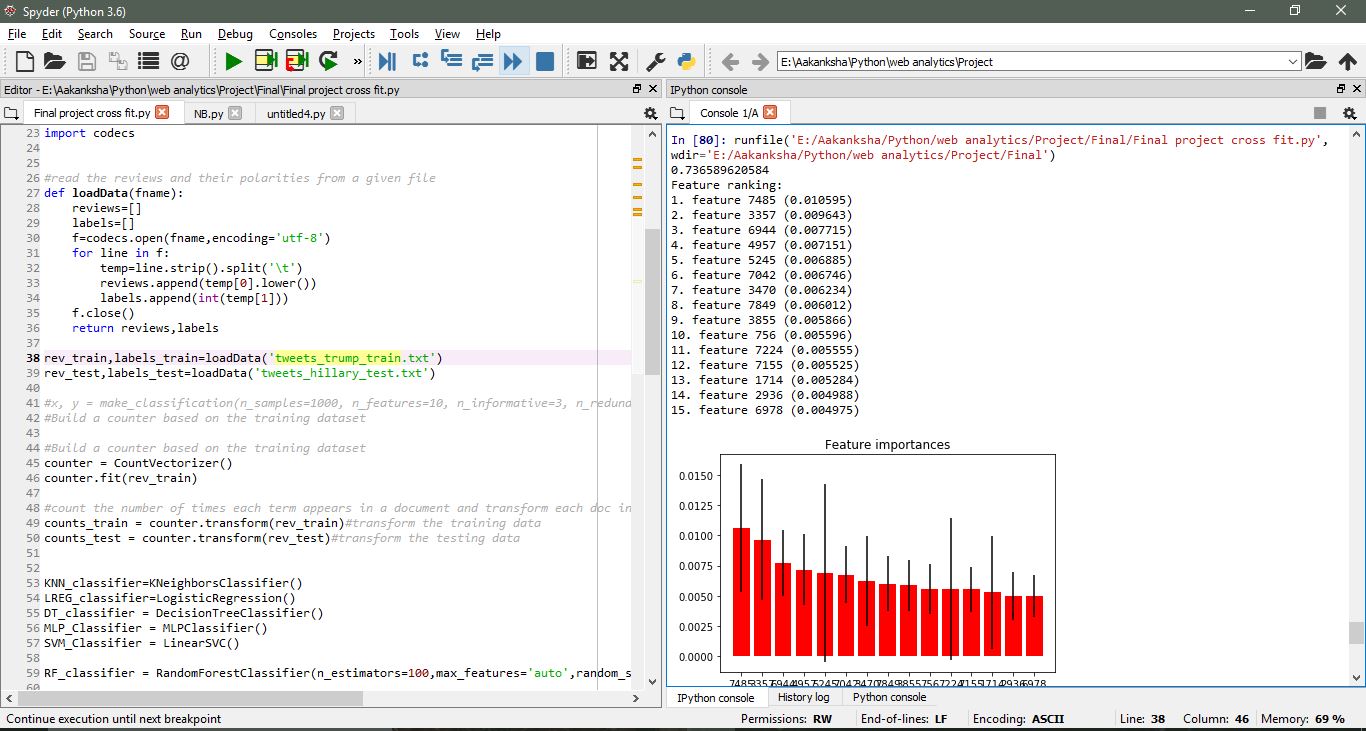 Spyder (Python 3.6)
File Edit Search Source Run Debug Consoles Projects Tools View Help
E:\Aakanksha\Python\web analytics\Project
Editor - E:\Aakanksha\Python\web analytics\Project\Final\Final project cross fit.py
Final project cross fit.py NB.py untitled4.py
23 import codecs
24
25
26 #read the reviews and their polarities from a given file
27 def loadData(fname):
28 reviews=[]
29 labels=[]
30 f=codecs.open(fname,encoding='utf-8')
31 for line in f:
32 temp=line.strip().split('\t')
33 reviews.append(temp[0].lower())
34 labels.append(int(temp[1]))
35 f.close()
36 return reviews,labels
37
38 rev_train,labels_train=loadData('tweets_trump_train.txt')
39 rev_test,labels_test=loadData('tweets_hillary_test.txt')
40
41 #x, y = make_classification(n_samples=1000, n_features=10, n_informative=3, n_reduna
42 #Build a counter based on the training dataset
43
44 #Build a counter based on the training dataset
45 counter = CountVectorizer()
46 counter.fit(rev_train)
47
48 #count the number of times each term appears in a document and transform each doc in
49 counts_train = counter.transform(rev_train)#transform the training data
50 counts_test = counter.transform(rev_test)#transform the testing data
51
52
53 KNN_classifier=KNeighborsClassifier()
54 LREG_classifier=LogisticRegression()
55 DT_classifier = DecisionTreeClassifier()
56 MLP_Classifier = MLPClassifier()
57 SVM_Classifier = LinearSVC()
58
59 RF_classifier = RandomForestClassifier(n_estimators=100,max_features='auto',random_s
60
IPython console
Console 1/A
In [80]: runfile('E:/Aakanksha/Python/web analytics/Project/Final/Final project cross fit.py',
wdir='E:/Aakanksha/Python/web analytics/Project/Final')
0.736589620584
Feature ranking:
1. feature 7485 (0.010595)
2. feature 3357 (0.009643)
3. feature 6944 (0.007715)
4. feature 4957 (0.007151)
5. feature 5245 (0.006885)
6. feature 7042 (0.006746)
7. feature 3470 (0.006234)
8. feature 7849 (0.006012)
9. feature 3855 (0.005866)
10. feature 756 (0.005596)
11. feature 7224 (0.005555)
12. feature 7155 (0.005525)
13. feature 1714 (0.005284)
14. feature 2936 (0.004988)
15. feature 6978 (0.004975)
Feature importances
0.0150
0.0125
0.0100
0.0075
0.0050
0.0025
0.0000
7485 3357 6944 4957 5245 7042 3470 7849 3855 756 7224 7155 1714 2936 6978
IPython console History log Python console
Continue execution until next breakpoint Permissions: RW End-of-lines: LF Encoding: ASCII Line: 38 Column: 46 Memory: 69 %